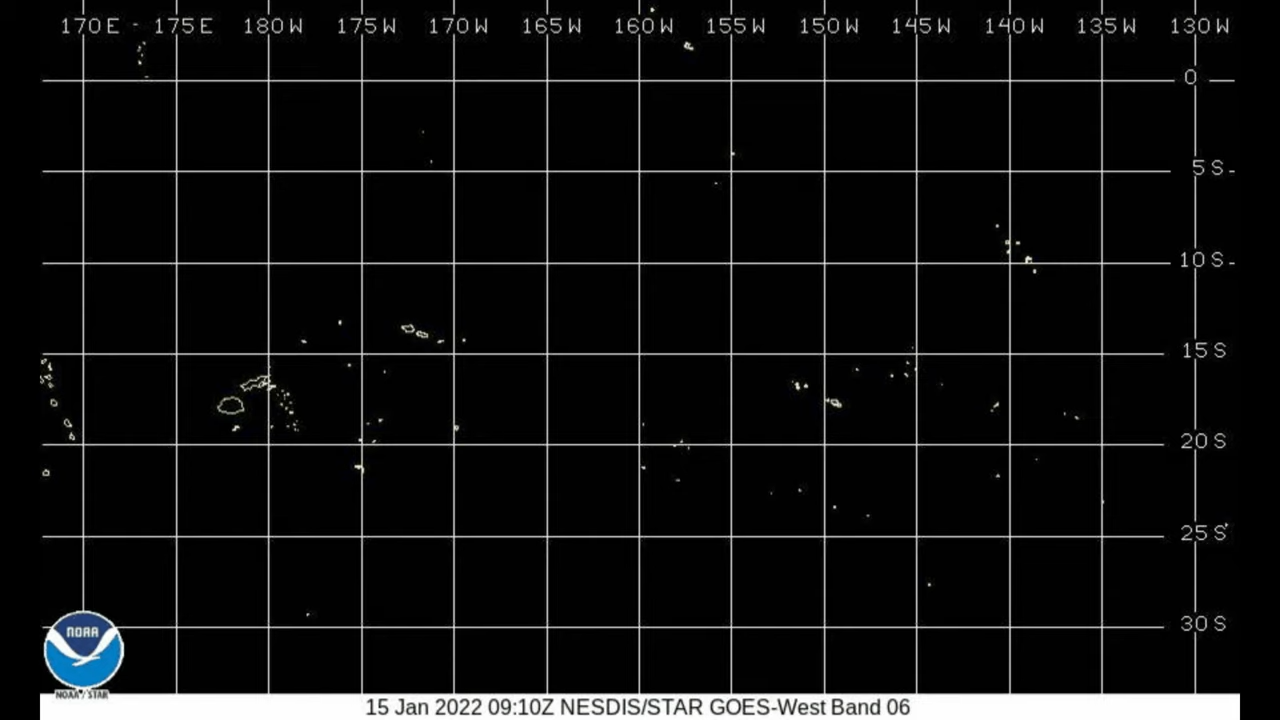 170E 175E 180W 175W 170W 165W 160W 155W 150W 145W 140W 135W 130W
0
5S
10S
15S
20S
25S
30S
NOAA
NOAA/STAR
15 Jan 2022 09:10Z NESDIS/STAR GOES-West Band 06